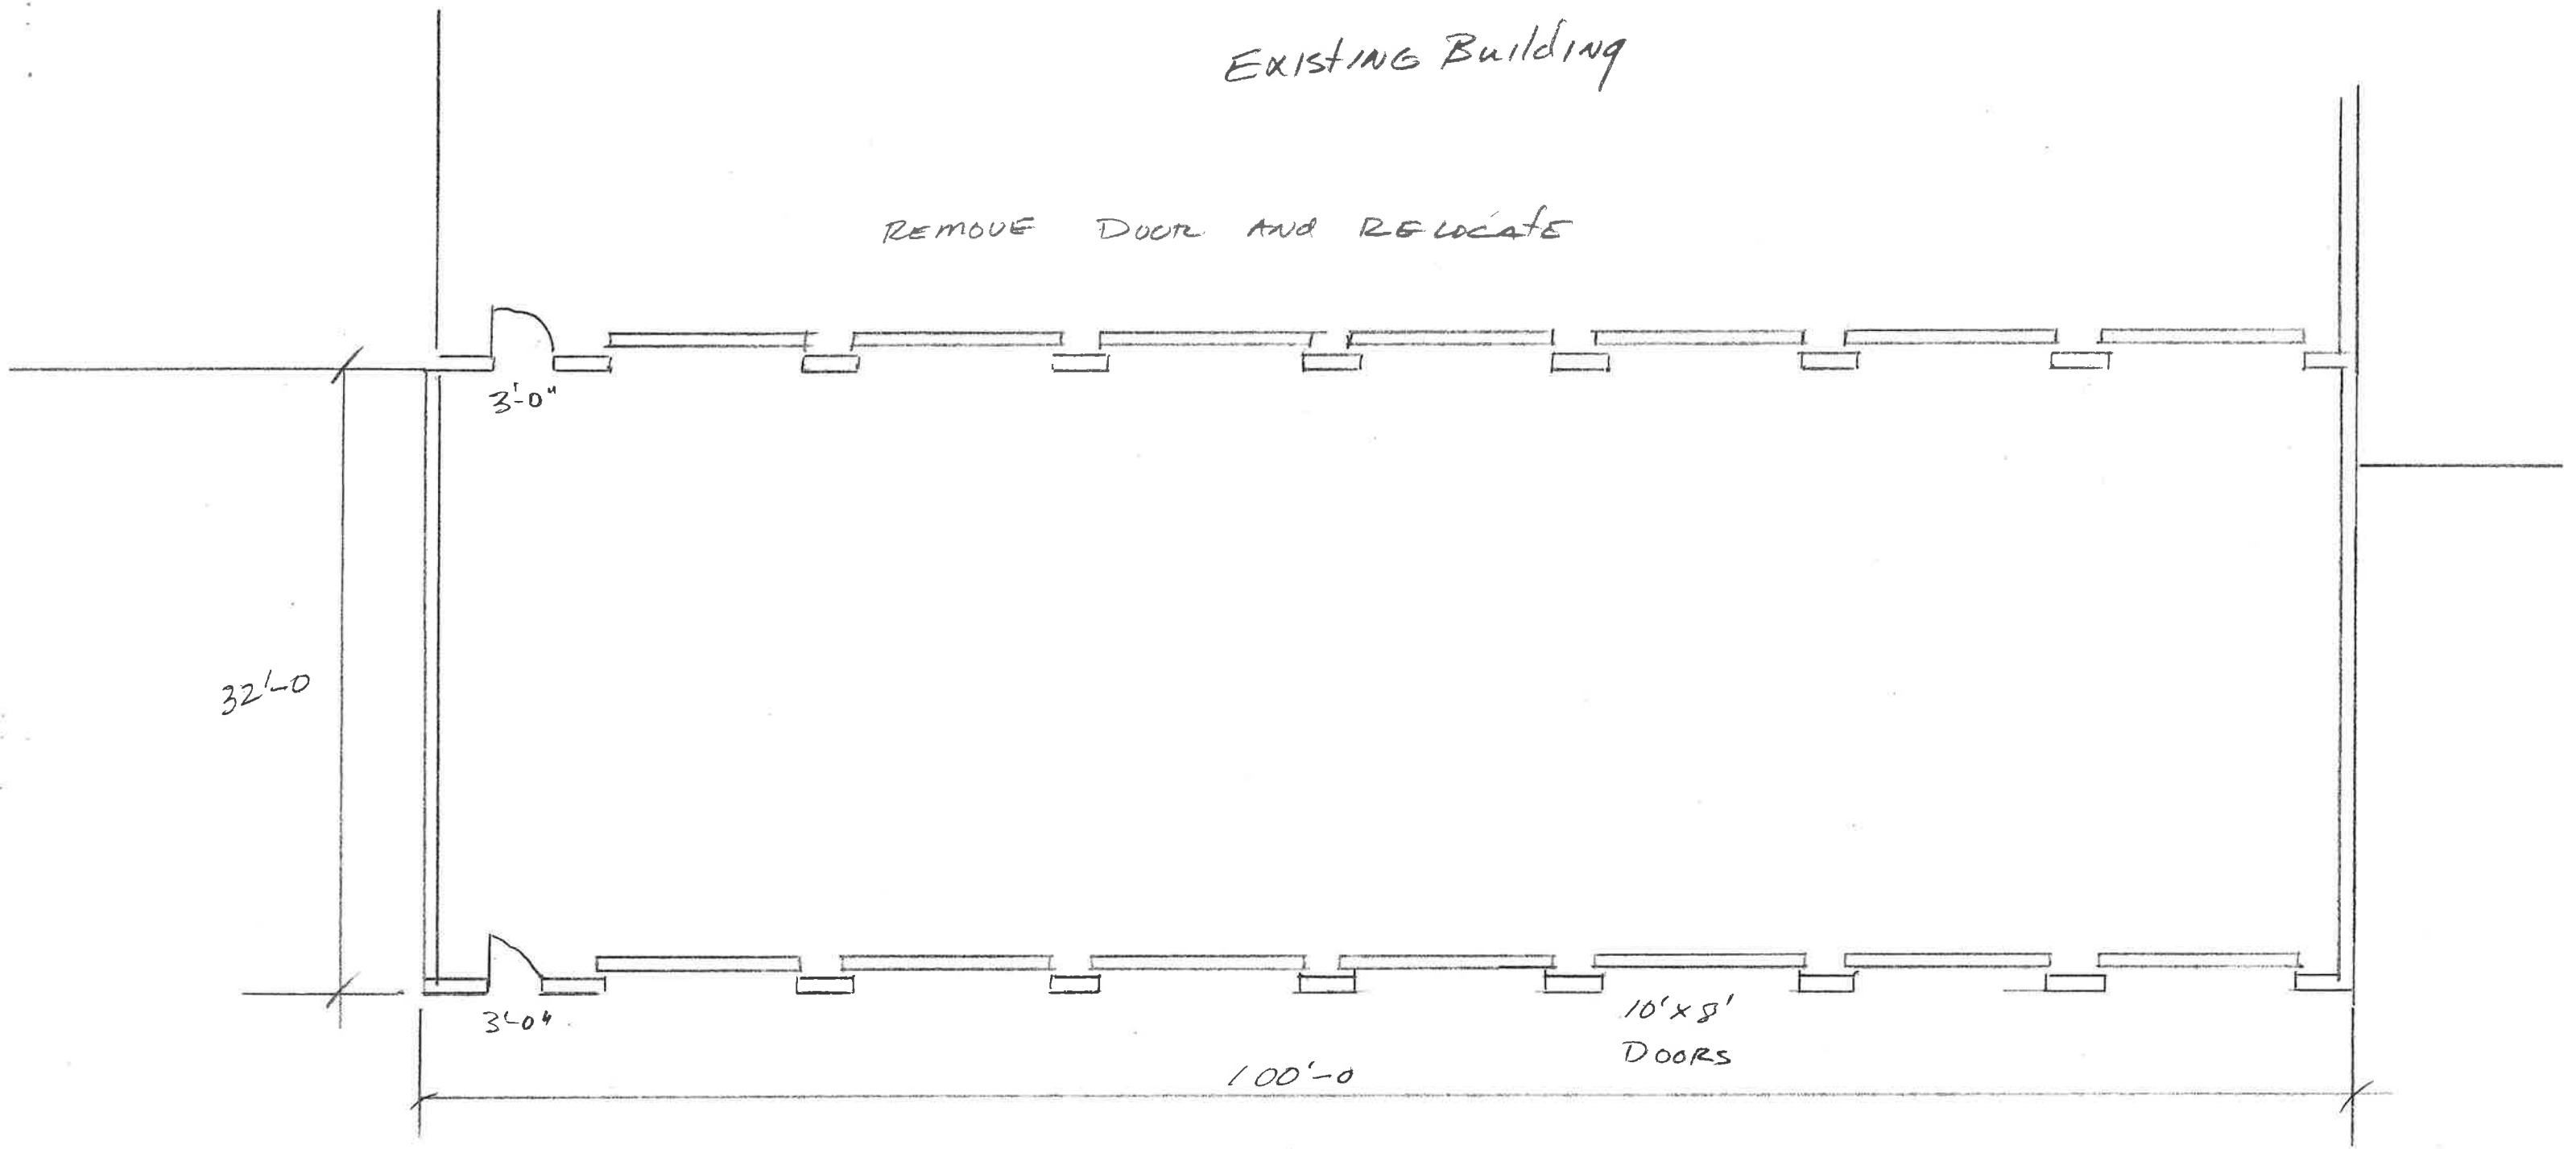 Existing Building
REMOVE DOOR AND RELOCATE
3'-0"
32'-0
3'-0"
10'x8'
DOORS
100'-0